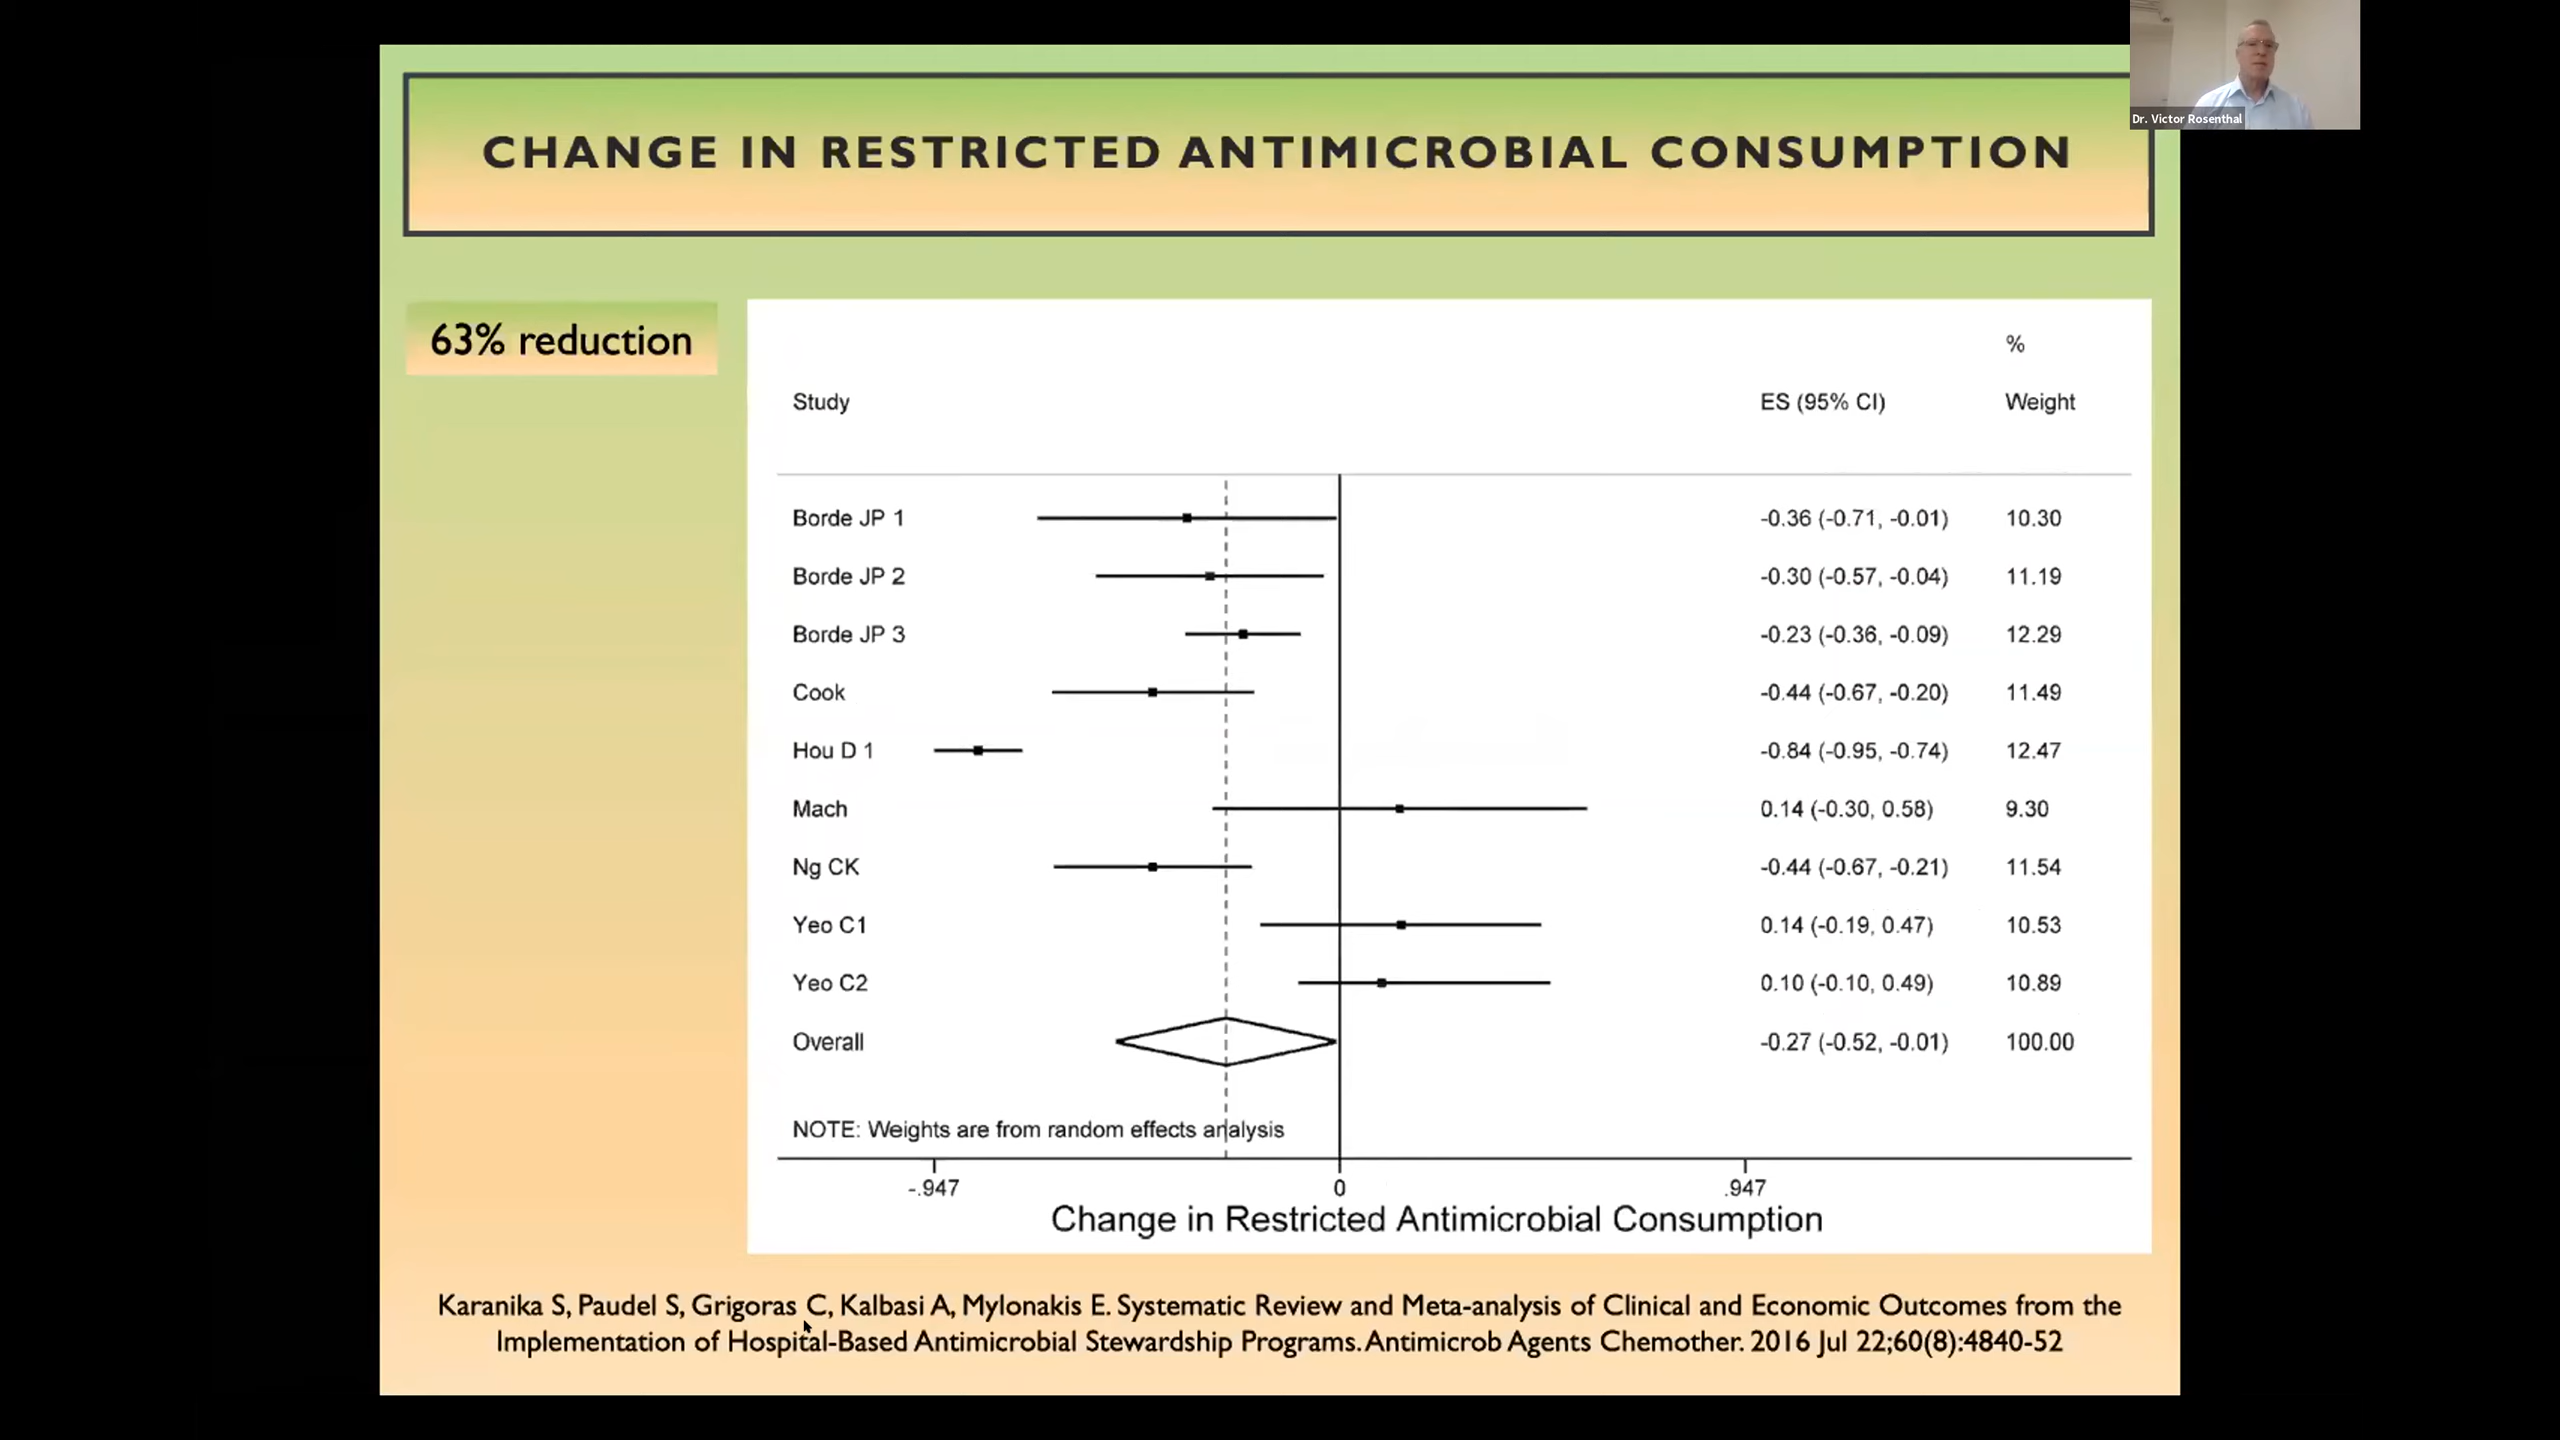 Dr. Victor Rosenthal
CHANGE IN RESTRICTED ANTIMICROBIAL CONSUMPTION
63% reduction
%
Study ES (95% CI) Weight
Borde JP 1 -0.36 (-0.71, -0.01) 10.30
Borde JP 2 -0.30 (-0.57, -0.04) 11.19
Borde JP 3 -0.23 (-0.36, -0.09) 12.29
Cook -0.44 (-0.67, -0.20) 11.49
Hou D 1 -0.84 (-0.95, -0.74) 12.47
Mach 0.14 (-0.30, 0.58) 9.30
Ng CK -0.44 (-0.67, -0.21) 11.54
Yeo C1 0.14 (-0.19, 0.47) 10.53
Yeo C2 0.10 (-0.10, 0.49) 10.89
Overall -0.27 (-0.52, -0.01) 100.00
NOTE: Weights are from random effects analysis
-.947 0 .947
Change in Restricted Antimicrobial Consumption
Karanika S, Paudel S, Grigoras C, Kalbasi A, Mylonakis E. Systematic Review and Meta-analysis of Clinical and Economic Outcomes from the
Implementation of Hospital-Based Antimicrobial Stewardship Programs. Antimicrob Agents Chemother. 2016 Jul 22;60(8):4840-52